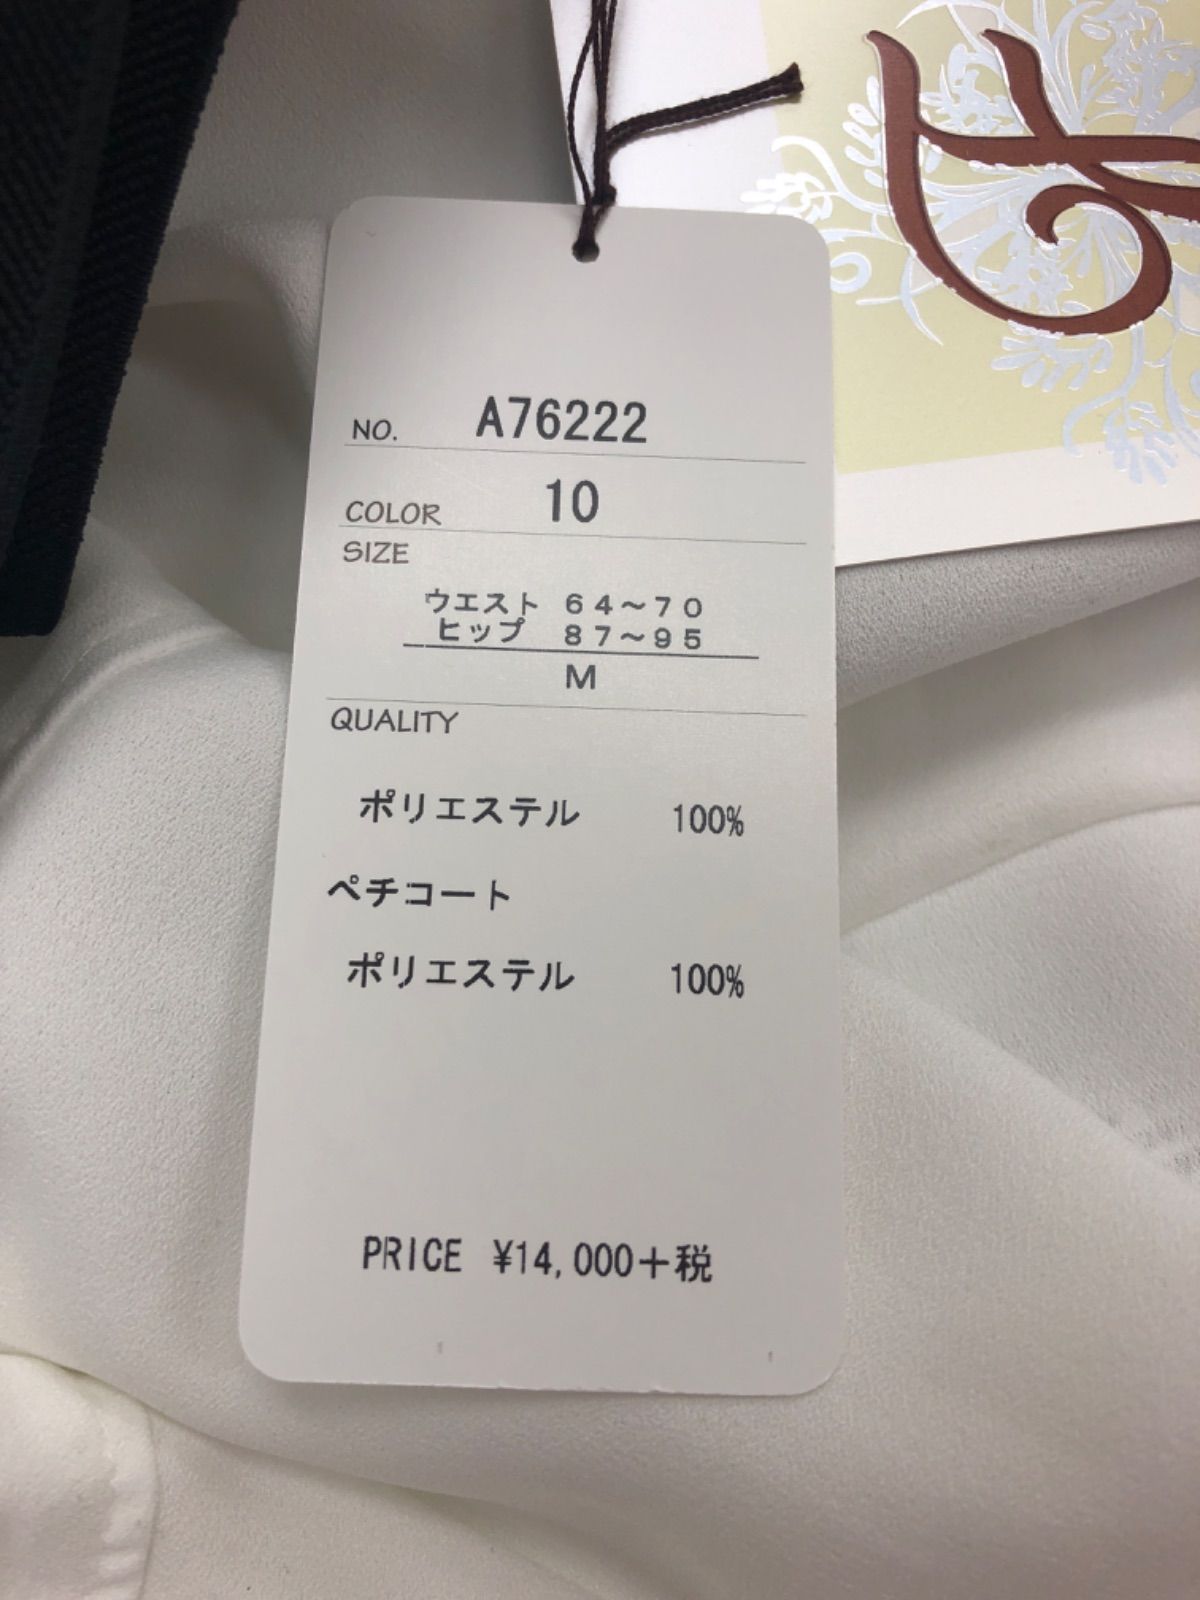 NO. A76222
COLOR 10
SIZE
ウエスト 64〜70
ヒップ 87〜95
M
QUALITY
ポリエステル 100%
ペチコート
ポリエステル 100%
PRICE ¥14,000+税